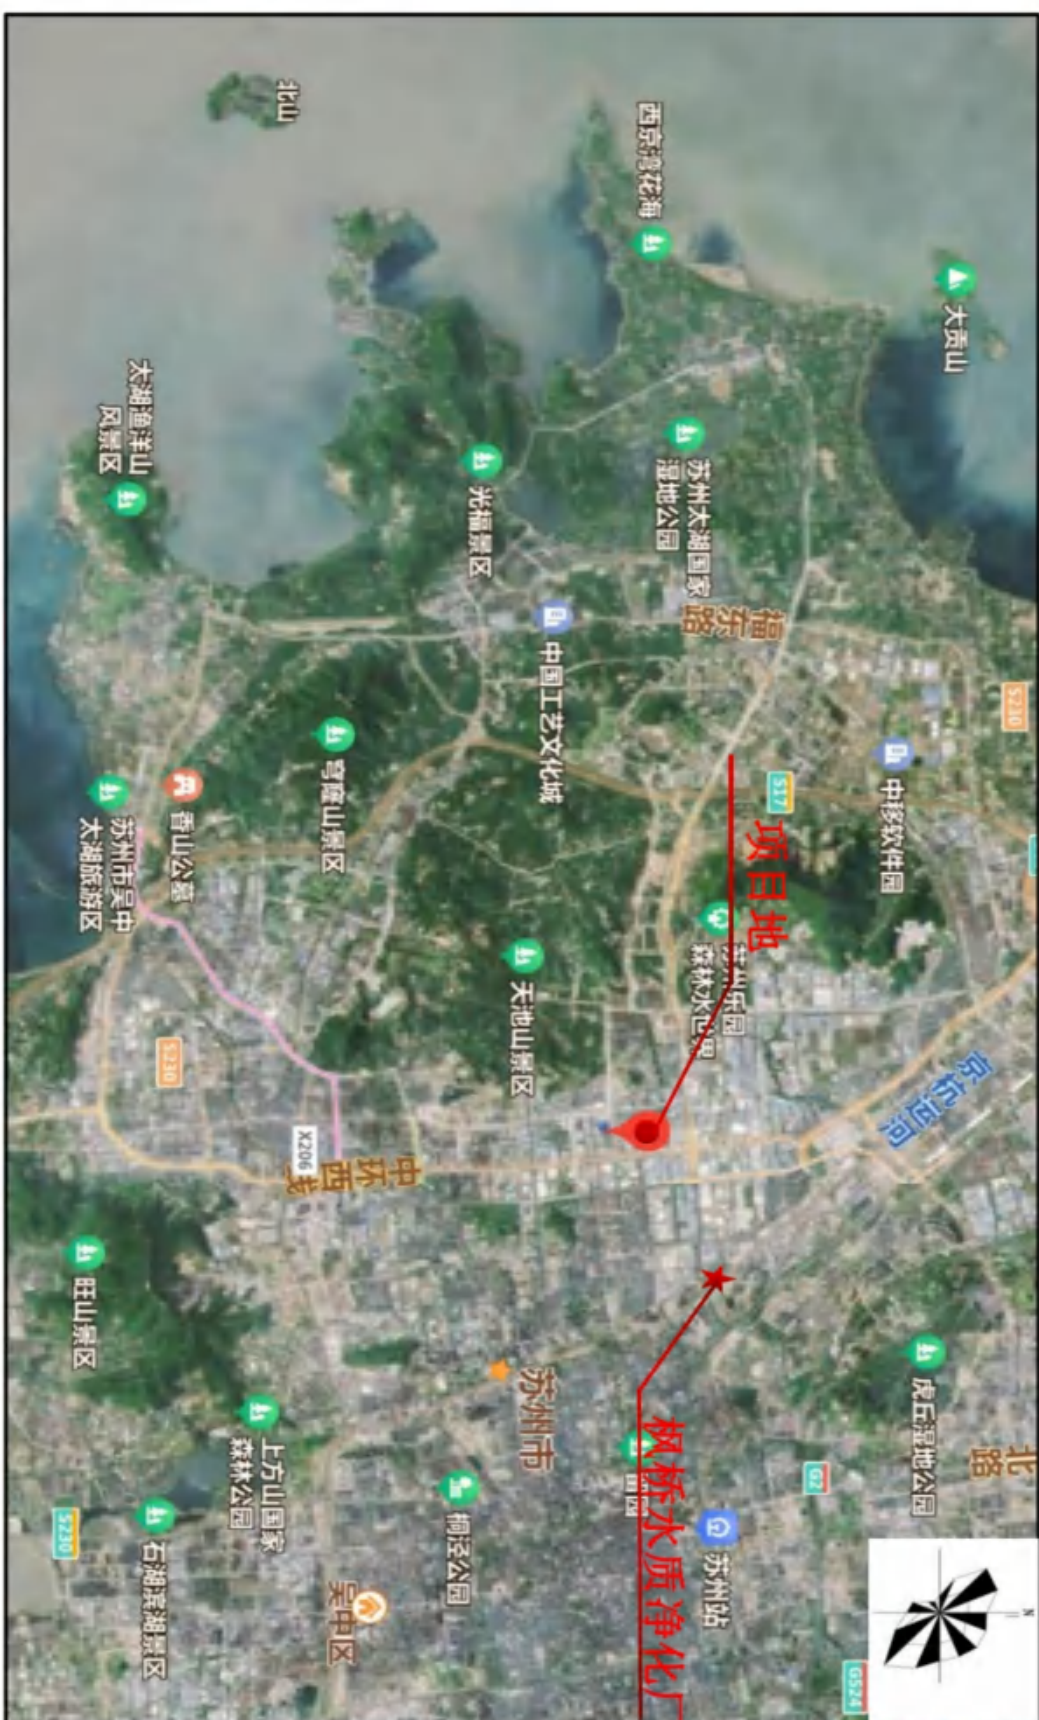 N
S230
北路
大贡山
中移软件园
虎丘湿地公园
京杭运河
G524
G2
S17
项目地
福东路
苏州乐园
森林水世界
苏州站
苏州太湖国家
湿地公园
西京湾花海
枫桥水质净化厂
中国工艺文化城
天池山景区
苏州市
光福景区
桐泾公园
中环西线
穹窿山景区
吴中区
X206
北山
上方山国家
森林公园
香山公墓
S230
石湖滨湖景区
太湖渔洋山
风景区
苏州市吴中
太湖旅游区
旺山景区
S230